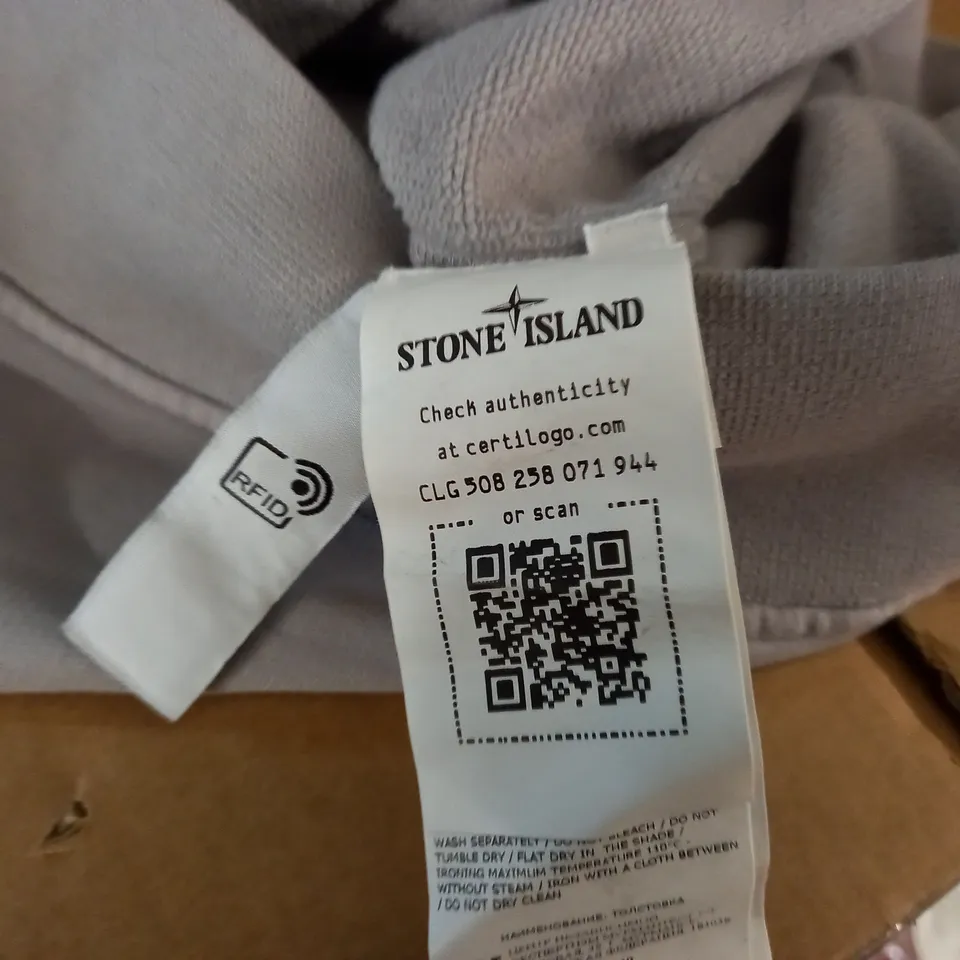 STONE ISLAND
Check authenticity
at certilogo.com
CLG 508 258 071 944
or scan
RFID
WASH SEPARATELY / DO NOT BLEACH / DO NOT
TUMBLE DRY / FLAT DRY IN THE SHADE /
IRONING MAXIMUM TEMPERATURE 110°C -
WITHOUT STEAM / IRON WITH A CLOTH BETWEEN
/ DO NOT DRY CLEAN
НАИМЕНОВАНИЕ: ТОЛСТОВКА